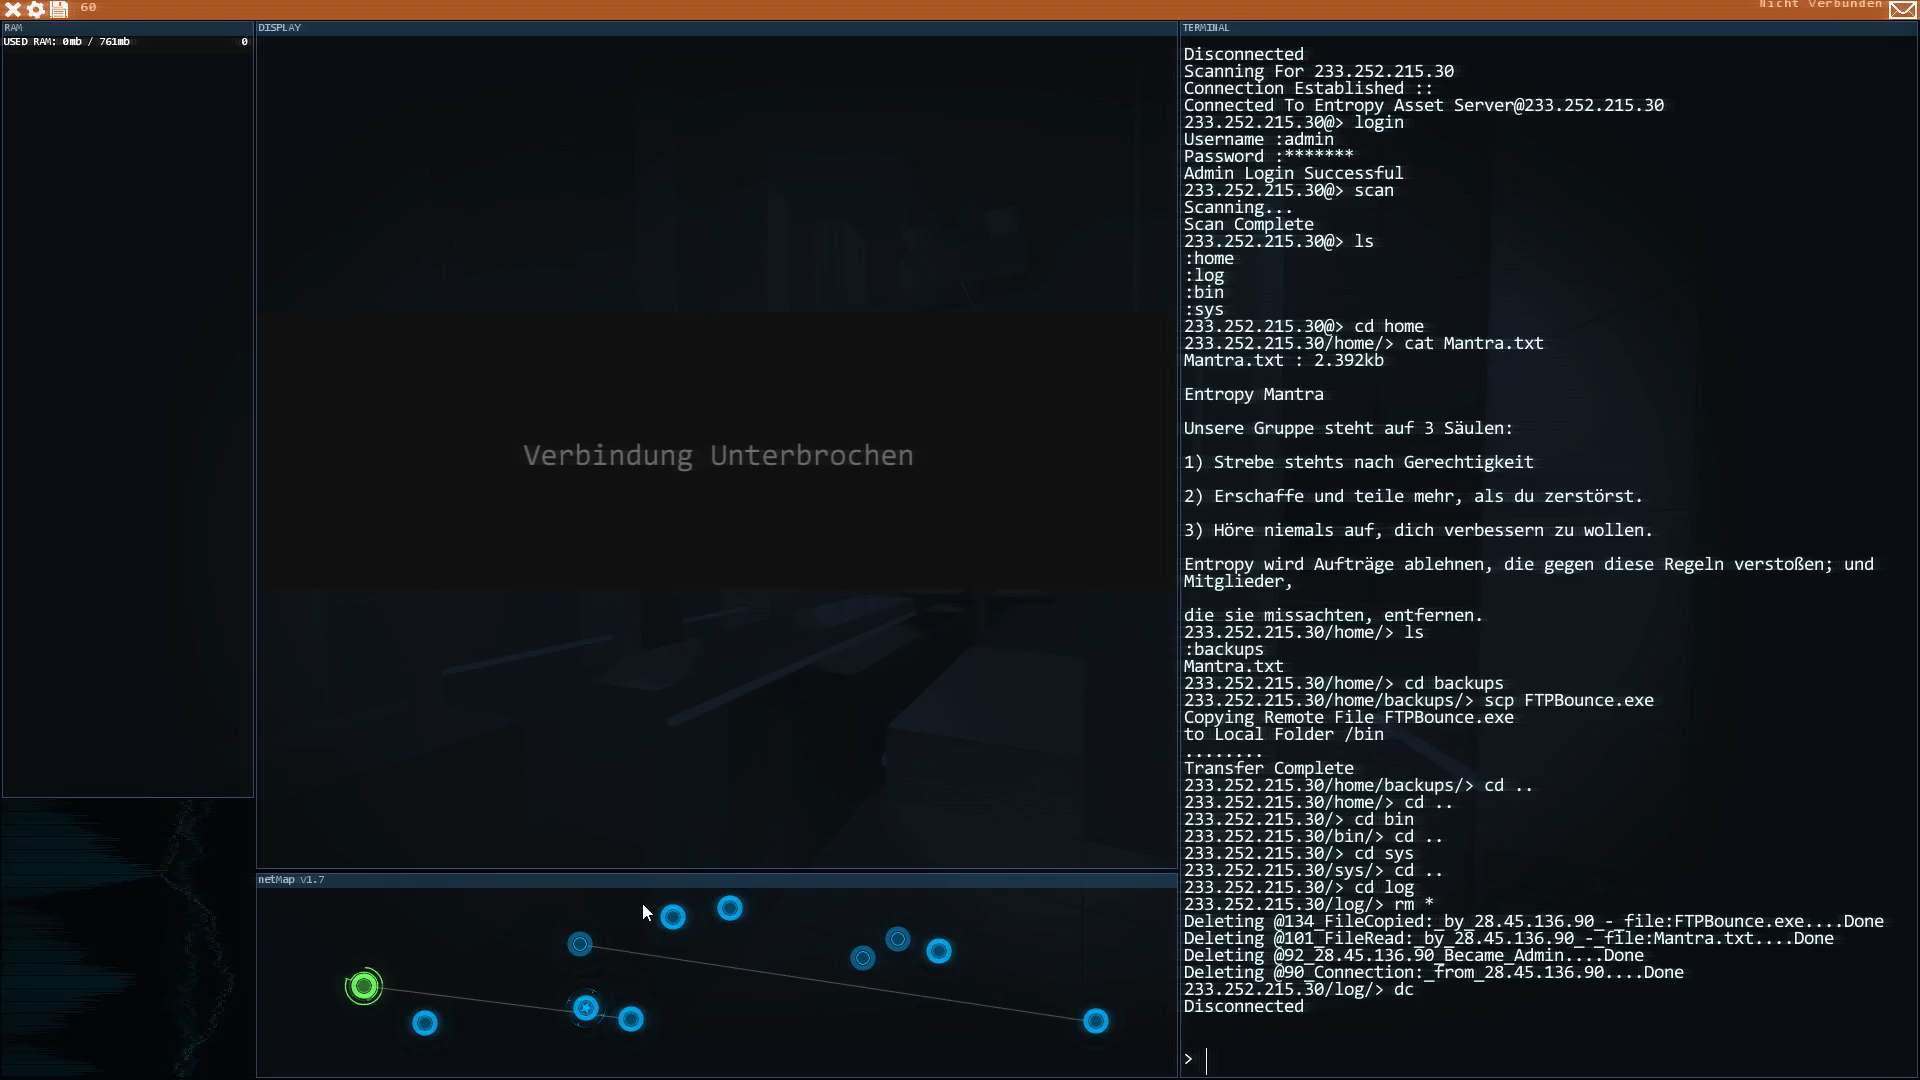 60
Nicht Verbunden
RAM
USED RAM: 0mb / 761mb
0
DISPLAY
Verbindung Unterbrochen
netMap v1.7
TERMINAL
Disconnected
Scanning For 233.252.215.30
Connection Established ::
Connected To Entropy Asset Server@233.252.215.30
233.252.215.30@> login
Username :admin
Password :*******
Admin Login Successful
233.252.215.30@> scan
Scanning...
Scan Complete
233.252.215.30@> ls
:home
:log
:bin
:sys
233.252.215.30@> cd home
233.252.215.30/home/> cat Mantra.txt
Mantra.txt : 2.392kb
Entropy Mantra
Unsere Gruppe steht auf 3 Säulen:
1) Strebe stehts nach Gerechtigkeit
2) Erschaffe und teile mehr, als du zerstörst.
3) Höre niemals auf, dich verbessern zu wollen.
Entropy wird Aufträge ablehnen, die gegen diese Regeln verstoßen; und
Mitglieder,
die sie missachten, entfernen.
233.252.215.30/home/> ls
:backups
Mantra.txt
233.252.215.30/home/> cd backups
233.252.215.30/home/backups/> scp FTPBounce.exe
Copying Remote File FTPBounce.exe
to Local Folder /bin
........
Transfer Complete
233.252.215.30/home/backups/> cd ..
233.252.215.30/home/> cd ..
233.252.215.30/> cd bin
233.252.215.30/bin/> cd ..
233.252.215.30/> cd sys
233.252.215.30/sys/> cd ..
233.252.215.30/> cd log
233.252.215.30/log/> rm *
Deleting @134_FileCopied:_by_28.45.136.90_-_file:FTPBounce.exe....Done
Deleting @101_FileRead:_by_28.45.136.90_-_file:Mantra.txt....Done
Deleting @92_28.45.136.90_Became_Admin....Done
Deleting @90_Connection:_from_28.45.136.90....Done
233.252.215.30/log/> dc
Disconnected
>